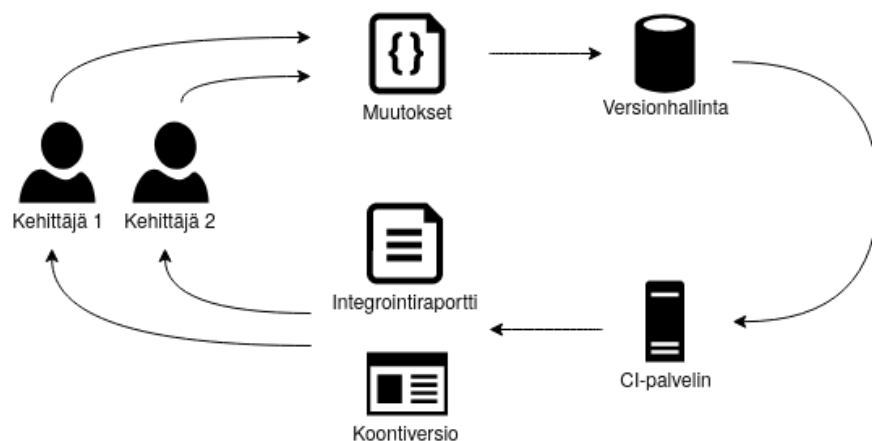 Muutokset
Versionhallinta
Kehittäjä 1
Kehittäjä 2
Integrointiraportti
CI-palvelin
Koontiversio